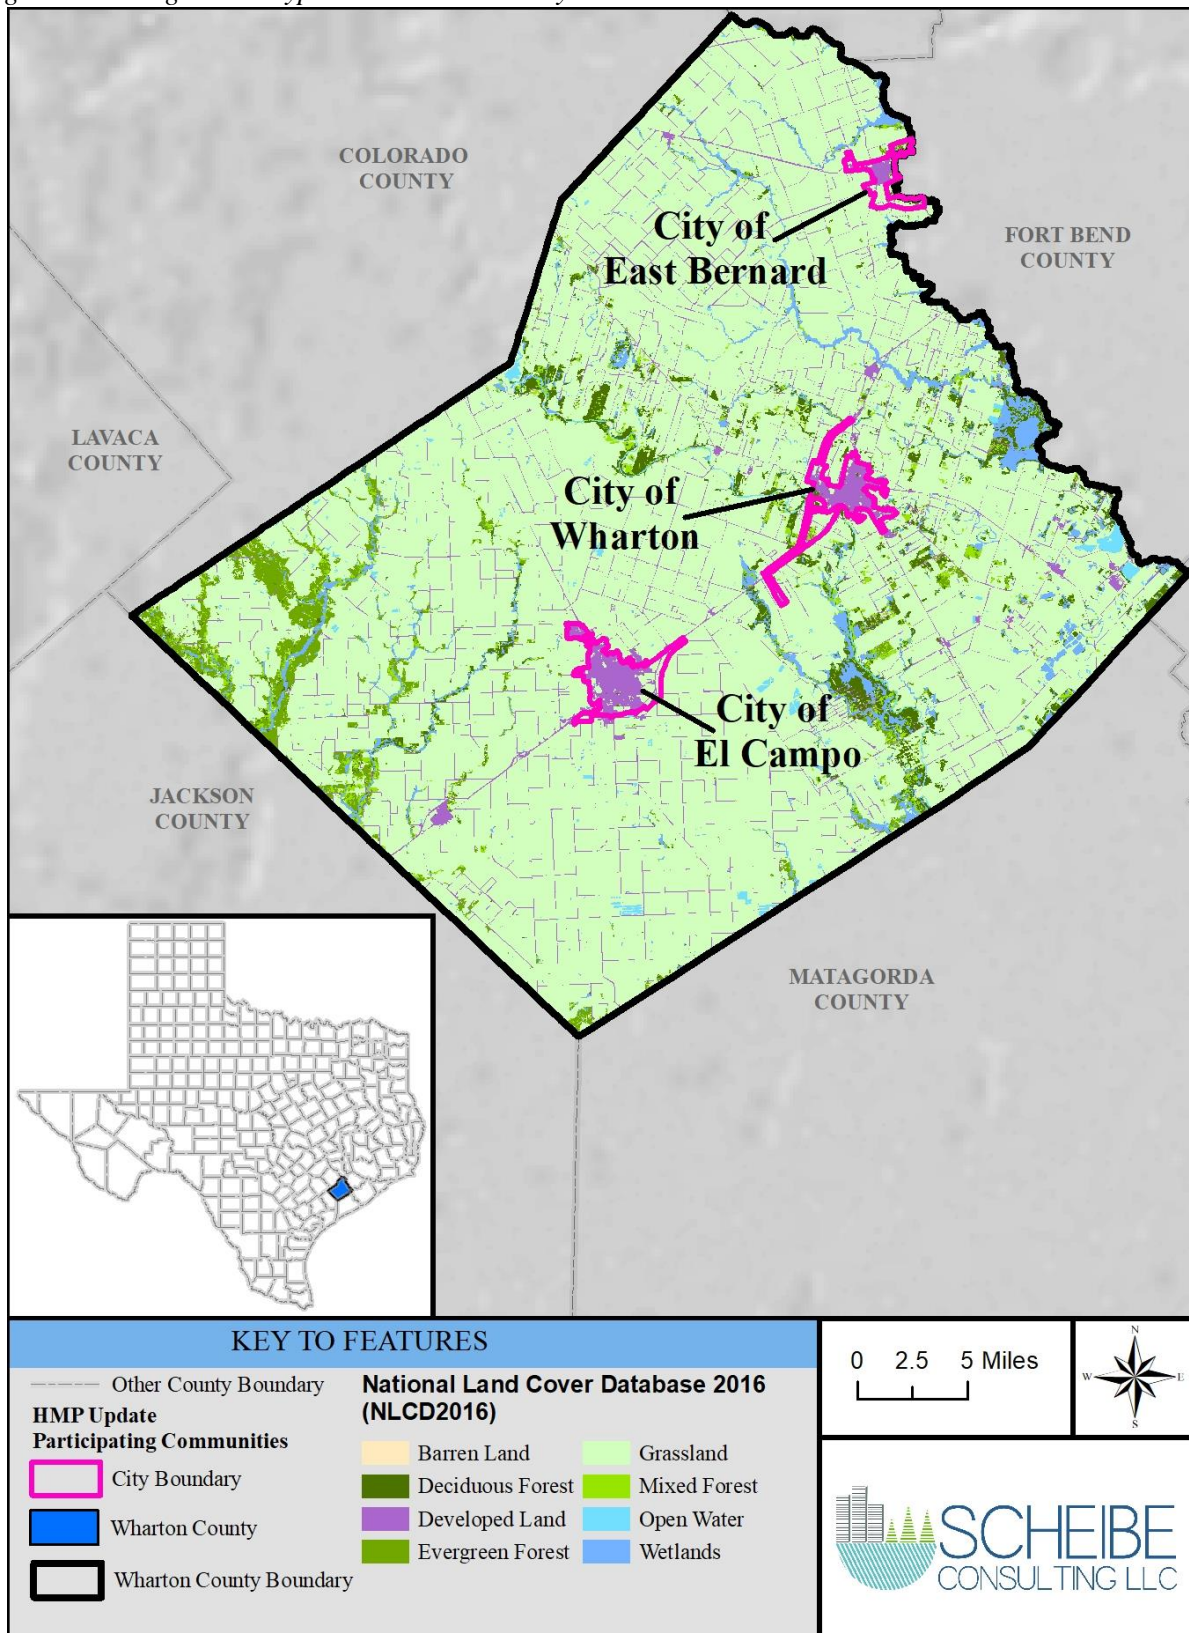 COLORADO
COUNTY
City of
East Bernard
FORT BEND
COUNTY
LAVACA
COUNTY
City of
Wharton
City of
El Campo
JACKSON
COUNTY
MATAGORDA
COUNTY
KEY TO FEATURES
Other County Boundary
HMP Update
Participating Communities
City Boundary
Wharton County
Wharton County Boundary
National Land Cover Database 2016
(NLCD2016)
Barren Land
Deciduous Forest
Developed Land
Evergreen Forest
Grassland
Mixed Forest
Open Water
Wetlands
0 2.5 5 Miles
N
W E
S
SCHEIBE
CONSULTING LLC